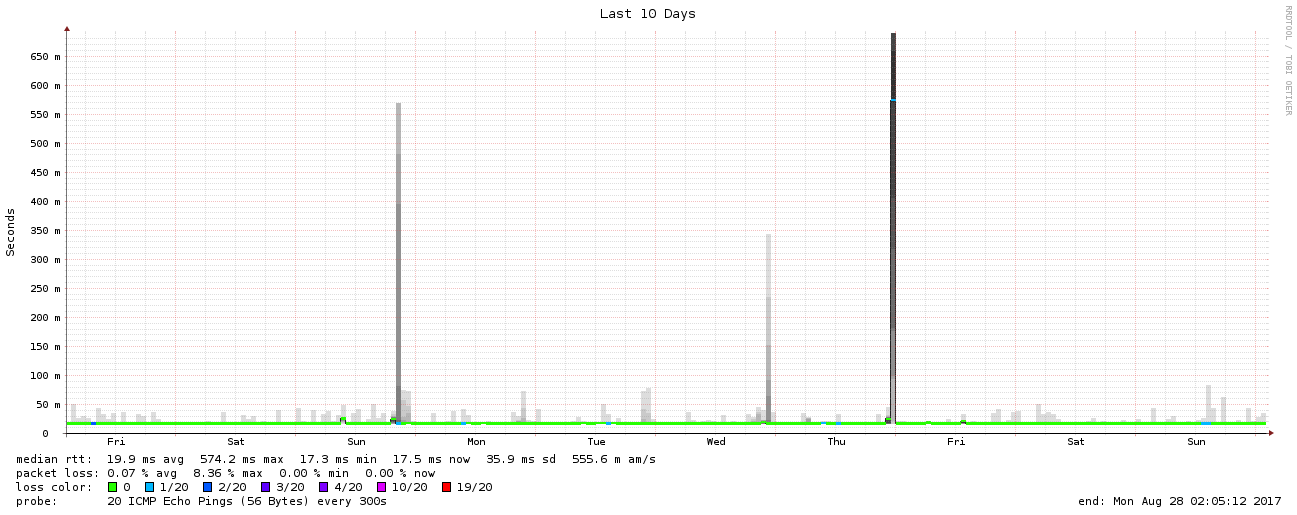 Last 10 Days
RRDTOOL / TOBI OETIKER
Seconds
650 m
600 m
550 m
500 m
450 m
400 m
350 m
300 m
250 m
200 m
150 m
100 m
50 m
0
Fri Sat Sun Mon Tue Wed Thu Fri Sat Sun
median rtt: 19.9 ms avg 574.2 ms max 17.3 ms min 17.5 ms now 35.9 ms sd 555.6 m am/s
packet loss: 0.07 % avg 8.36 % max 0.00 % min 0.00 % now
loss color: 0 1/20 2/20 3/20 4/20 10/20 19/20
probe: 20 ICMP Echo Pings (56 Bytes) every 300s end: Mon Aug 28 02:05:12 2017